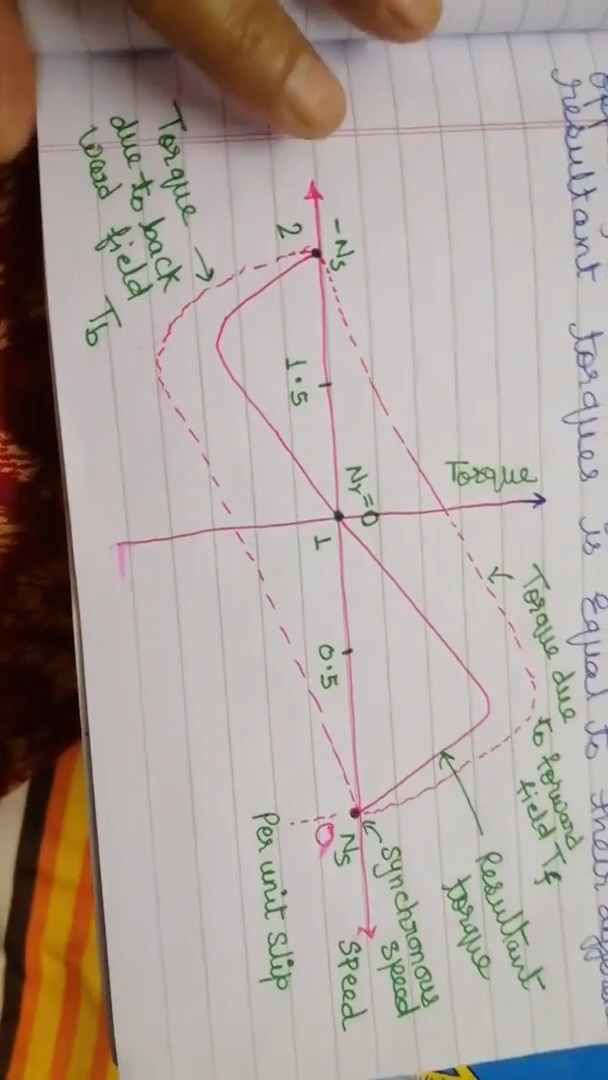 resultant torques is equal to their
Torque
Torque due
to forward
field Tf
Resultant
torque
synchronous
speed
-Ns
Nr=0
Ns
speed
2
1.5
1
0.5
0
Per unit slip
Torque
due to back
ward field
Tb